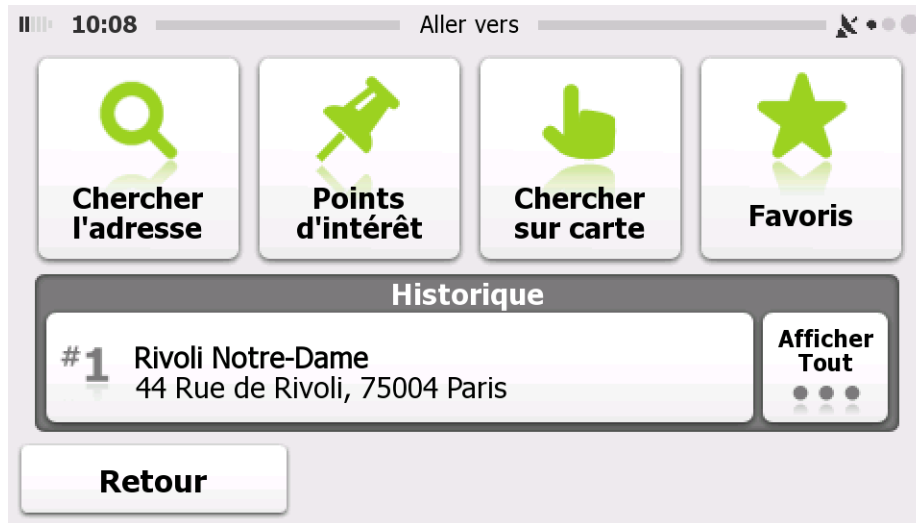 10:08 Aller vers
Chercher
l'adresse
Points
d'intérêt
Chercher
sur carte
Favoris
Historique
#1
Rivoli Notre-Dame
44 Rue de Rivoli, 75004 Paris
Afficher
Tout
Retour